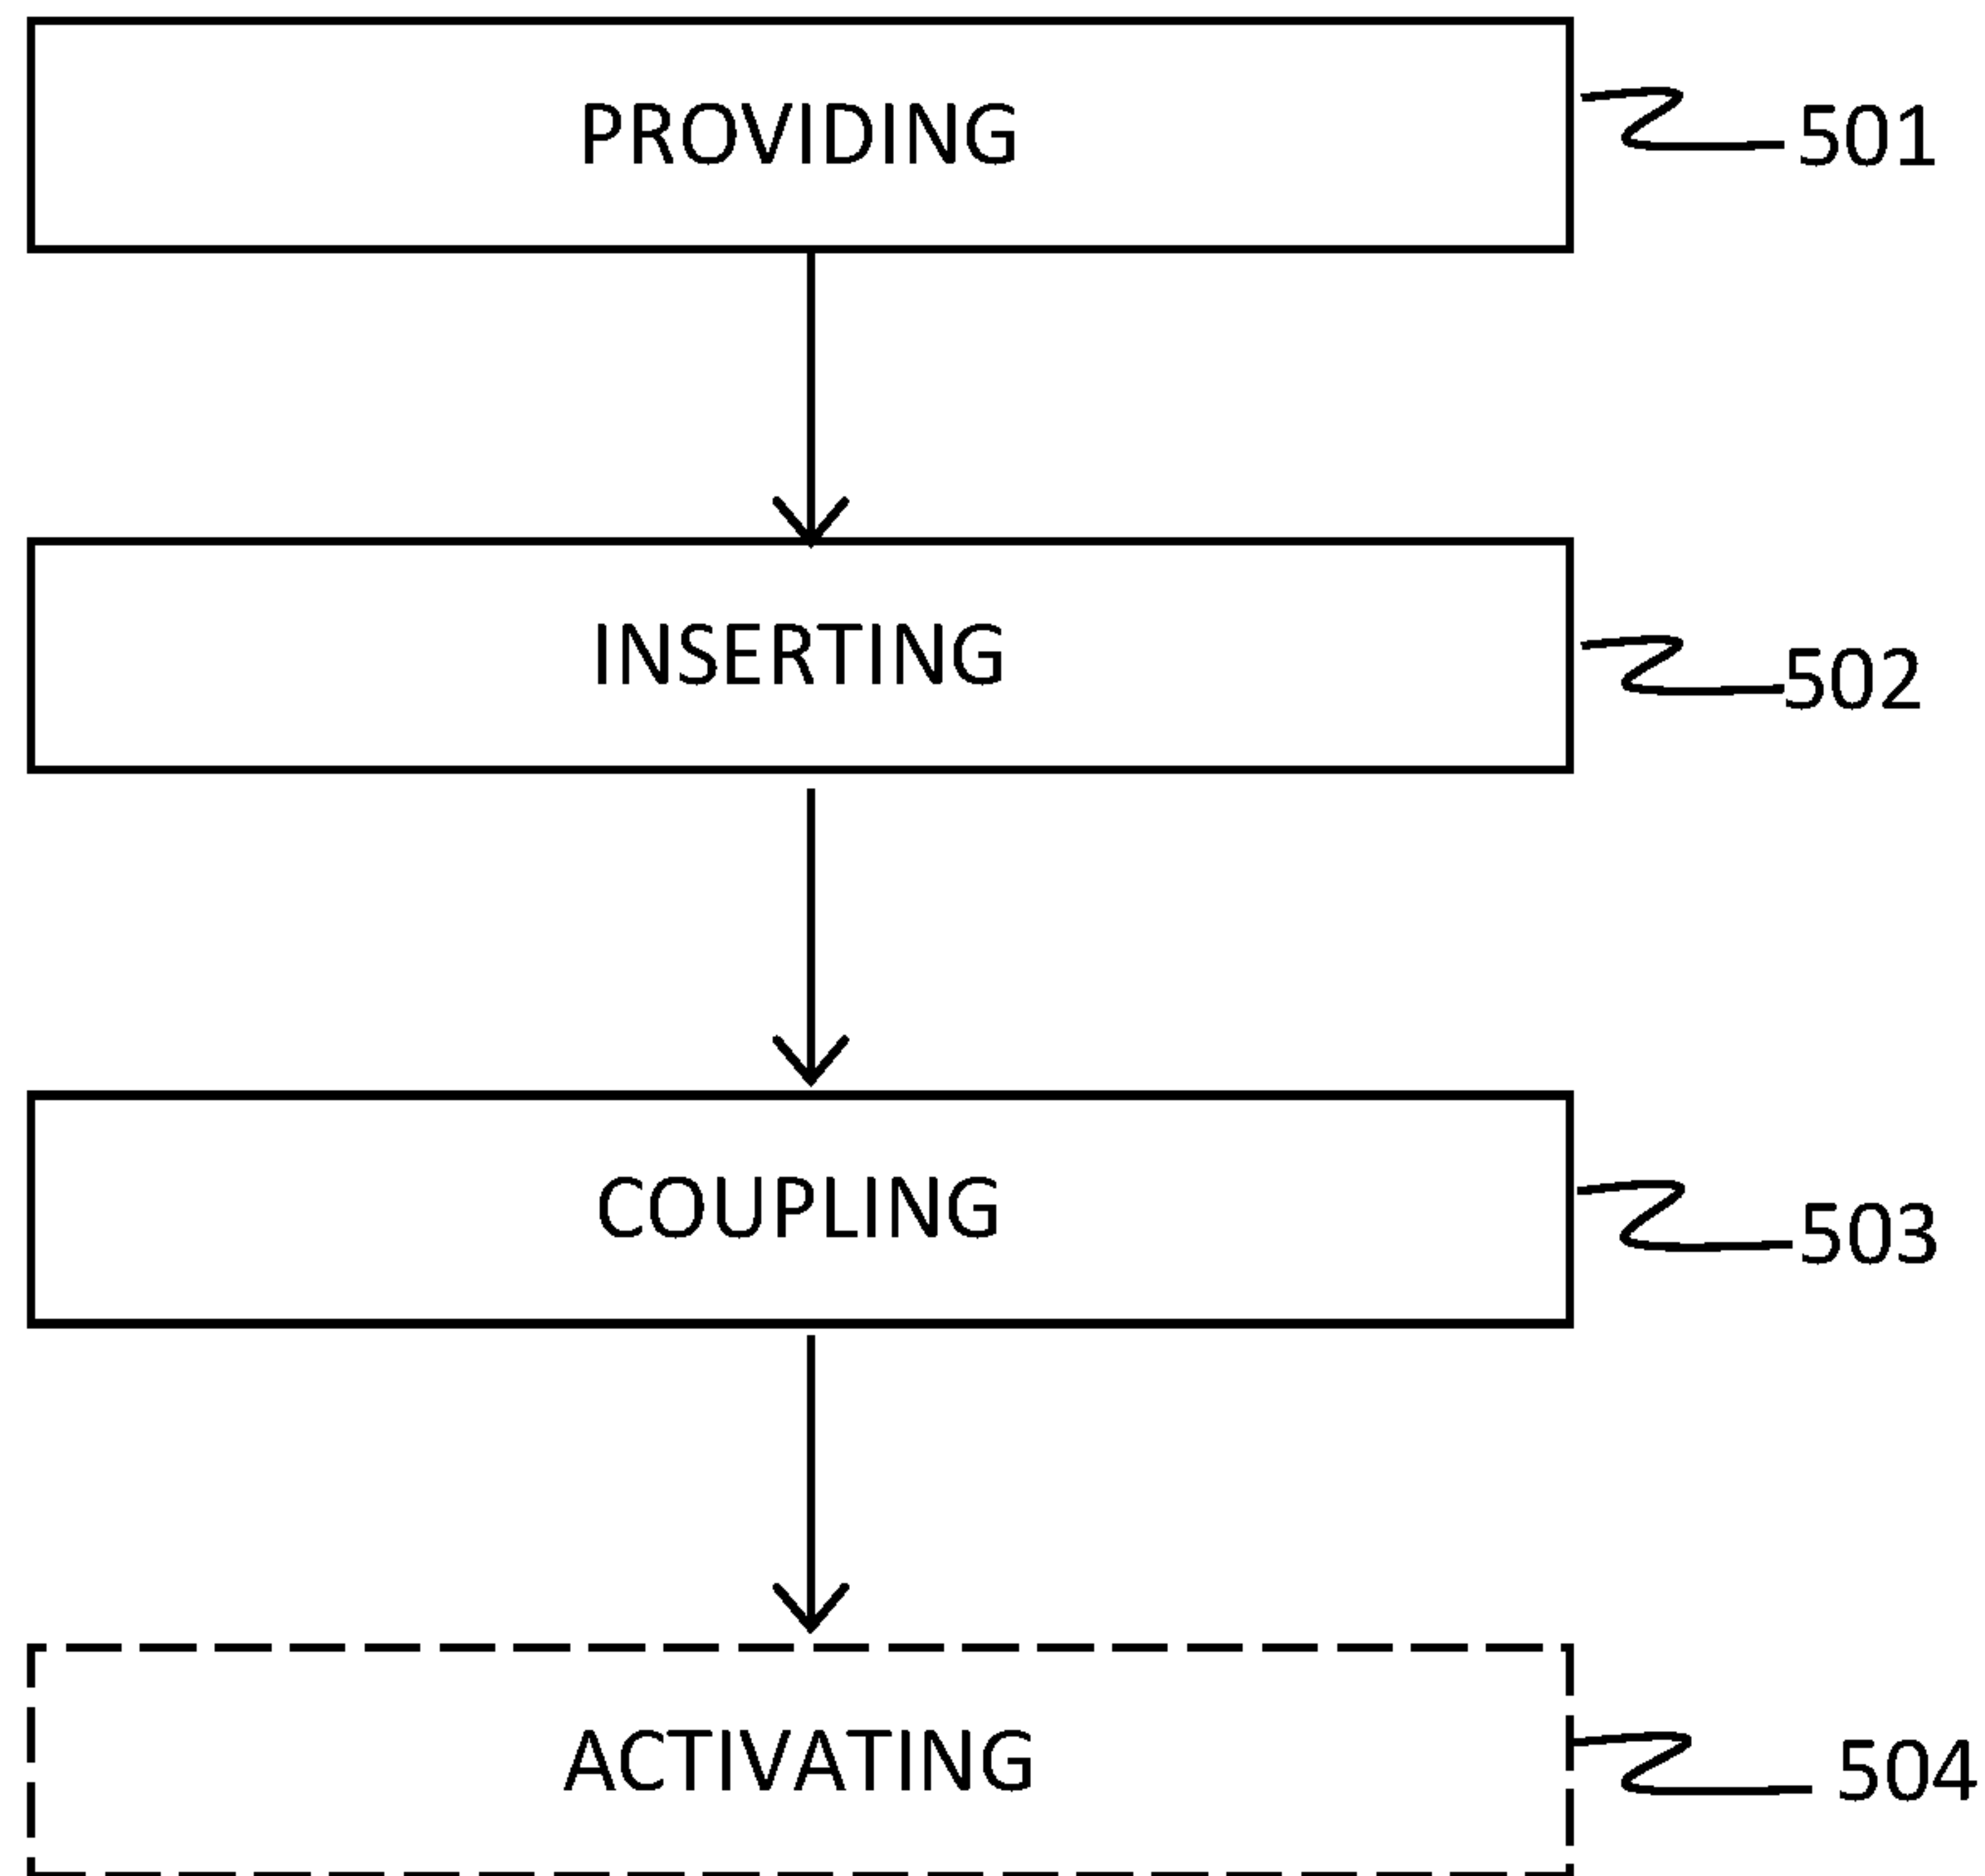 PROVIDING
501
INSERTING
502
COUPLING
503
ACTIVATING
504